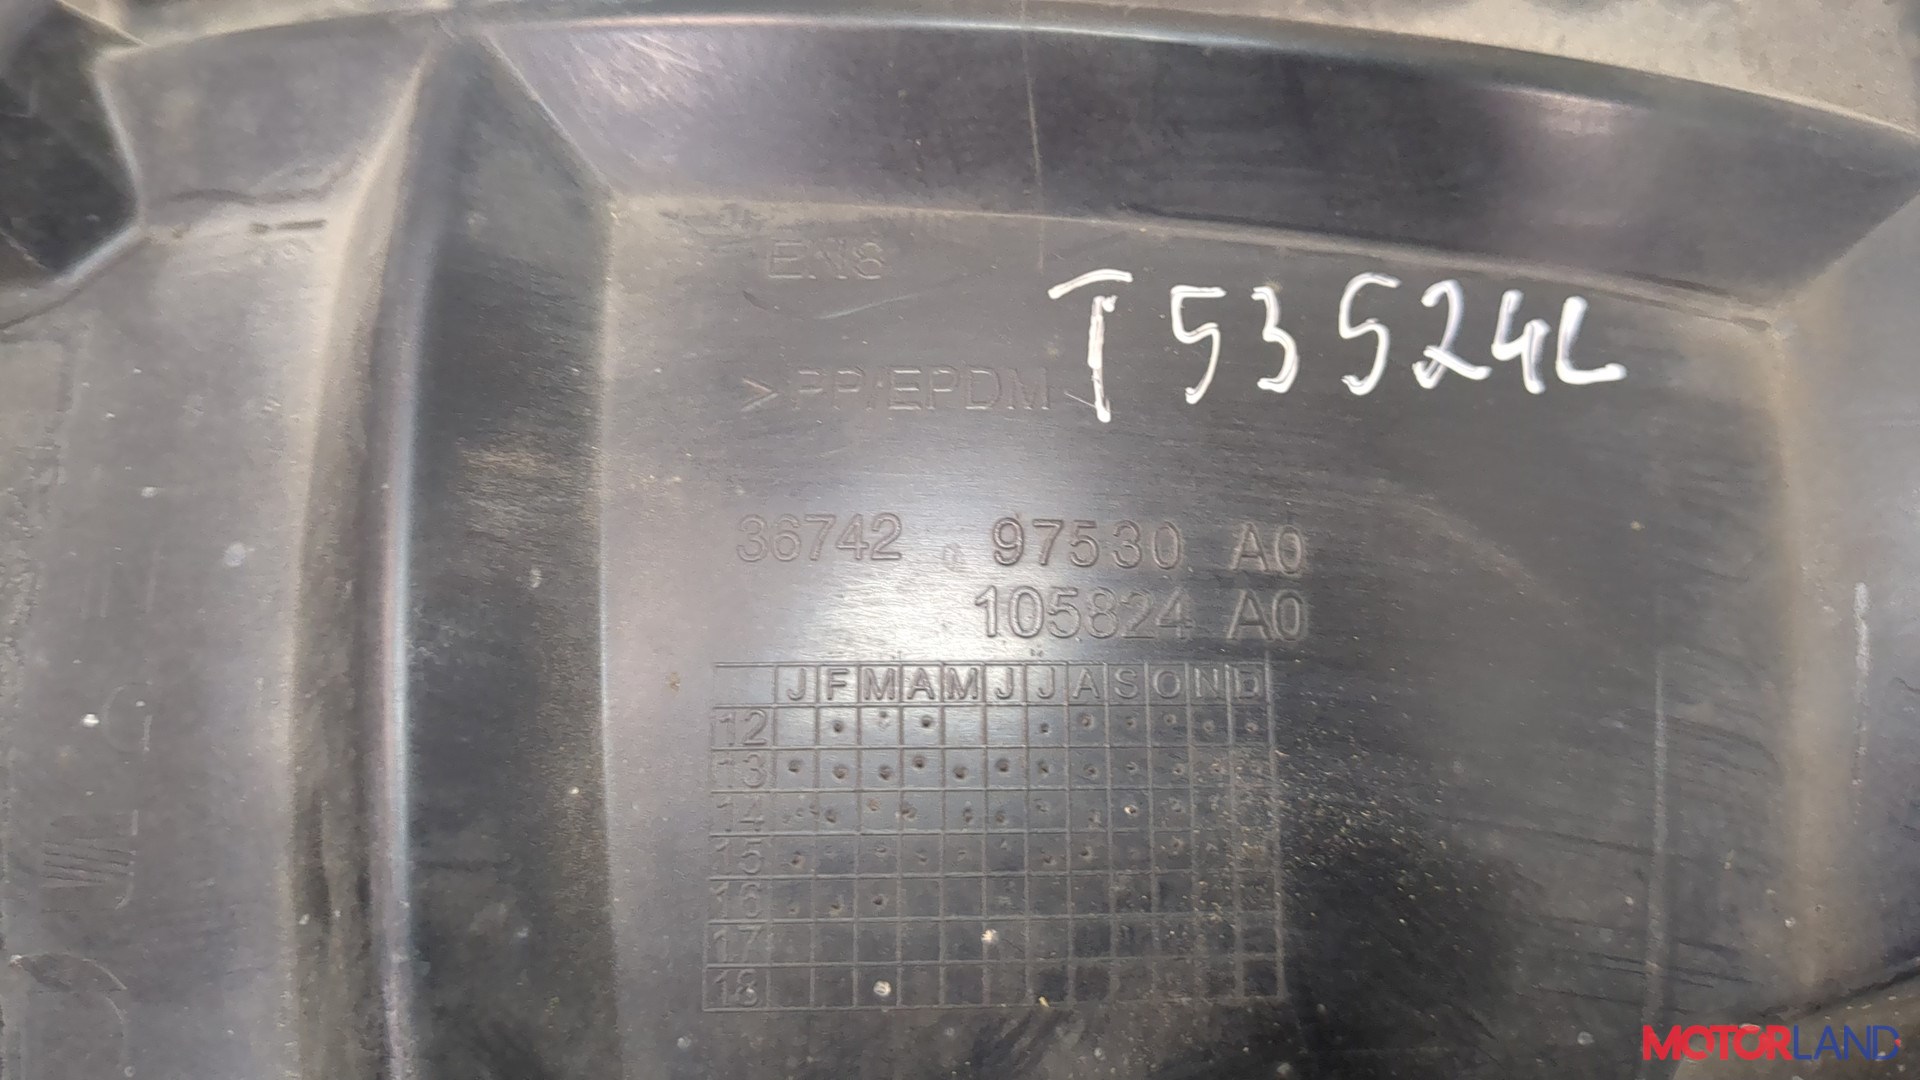 EN8
T53524L
>PP/EPDM<
36742 97530 A0
105824 A0
J F M A M J J A S O N D
12
13
14
15
16
17
18
MOTORLAND